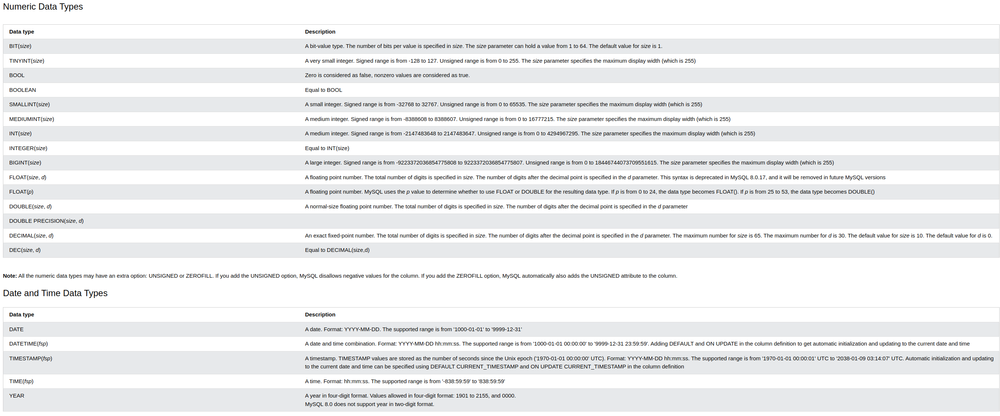 Numeric Data Types
Data type Description
BIT(size) A bit-value type. The number of bits per value is specified in size. The size parameter can hold a value from 1 to 64. The default value for size is 1.
TINYINT(size) A very small integer. Signed range is from -128 to 127. Unsigned range is from 0 to 255. The size parameter specifies the maximum display width (which is 255)
BOOL Zero is considered as false, nonzero values are considered as true.
BOOLEAN Equal to BOOL
SMALLINT(size) A small integer. Signed range is from -32768 to 32767. Unsigned range is from 0 to 65535. The size parameter specifies the maximum display width (which is 255)
MEDIUMINT(size) A medium integer. Signed range is from -8388608 to 8388607. Unsigned range is from 0 to 16777215. The size parameter specifies the maximum display width (which is 255)
INT(size) A medium integer. Signed range is from -2147483648 to 2147483647. Unsigned range is from 0 to 4294967295. The size parameter specifies the maximum display width (which is 255)
INTEGER(size) Equal to INT(size)
BIGINT(size) A large integer. Signed range is from -9223372036854775808 to 9223372036854775807. Unsigned range is from 0 to 18446744073709551615. The size parameter specifies the maximum display width (which is 255)
FLOAT(size, d) A floating point number. The total number of digits is specified in size. The number of digits after the decimal point is specified in the d parameter. This syntax is deprecated in MySQL 8.0.17, and it will be removed in future MySQL versions
FLOAT(p) A floating point number. MySQL uses the p value to determine whether to use FLOAT or DOUBLE for the resulting data type. If p is from 0 to 24, the data type becomes FLOAT(). If p is from 25 to 53, the data type becomes DOUBLE()
DOUBLE(size, d) A normal-size floating point number. The total number of digits is specified in size. The number of digits after the decimal point is specified in the d parameter
DOUBLE PRECISION(size, d)
DECIMAL(size, d) An exact fixed-point number. The total number of digits is specified in size. The number of digits after the decimal point is specified in the d parameter. The maximum number for size is 65. The maximum number for d is 30. The default value for size is 10. The default value for d is 0.
DEC(size, d) Equal to DECIMAL(size,d)
Note: All the numeric data types may have an extra option: UNSIGNED or ZEROFILL. If you add the UNSIGNED option, MySQL disallows negative values for the column. If you add the ZEROFILL option, MySQL automatically also adds the UNSIGNED attribute to the column.
Date and Time Data Types
Data type Description
DATE A date. Format: YYYY-MM-DD. The supported range is from '1000-01-01' to '9999-12-31'
DATETIME(fsp) A date and time combination. Format: YYYY-MM-DD hh:mm:ss. The supported range is from '1000-01-01 00:00:00' to '9999-12-31 23:59:59'. Adding DEFAULT and ON UPDATE in the column definition to get automatic initialization and updating to the current date and time
TIMESTAMP(fsp) A timestamp. TIMESTAMP values are stored as the number of seconds since the Unix epoch ('1970-01-01 00:00:00' UTC). Format: YYYY-MM-DD hh:mm:ss. The supported range is from '1970-01-01 00:00:01' UTC to '2038-01-09 03:14:07' UTC. Automatic initialization and updating
to the current date and time can be specified using DEFAULT CURRENT_TIMESTAMP and ON UPDATE CURRENT_TIMESTAMP in the column definition
TIME(fsp) A time. Format: hh:mm:ss. The supported range is from '-838:59:59' to '838:59:59'
YEAR A year in four-digit format. Values allowed in four-digit format: 1901 to 2155, and 0000.
MySQL 8.0 does not support year in two-digit format.